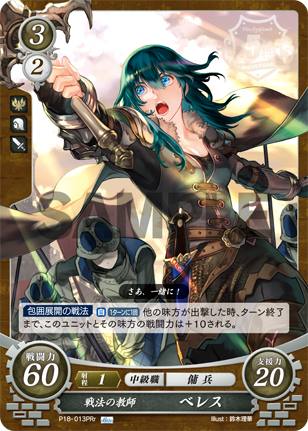 3
2
SAMPLE
さあ、一緒に！
包囲展開の戦法 自 1ターンに1回 他の味方が出撃した時、ターン終了
まで、このユニットとその味方の戦闘力は＋10される。
戦闘力
60
射程 1 中級職 傭兵
支援力
20
戦法の教師 ベレス
P18-013PRr Illust：鈴木理華